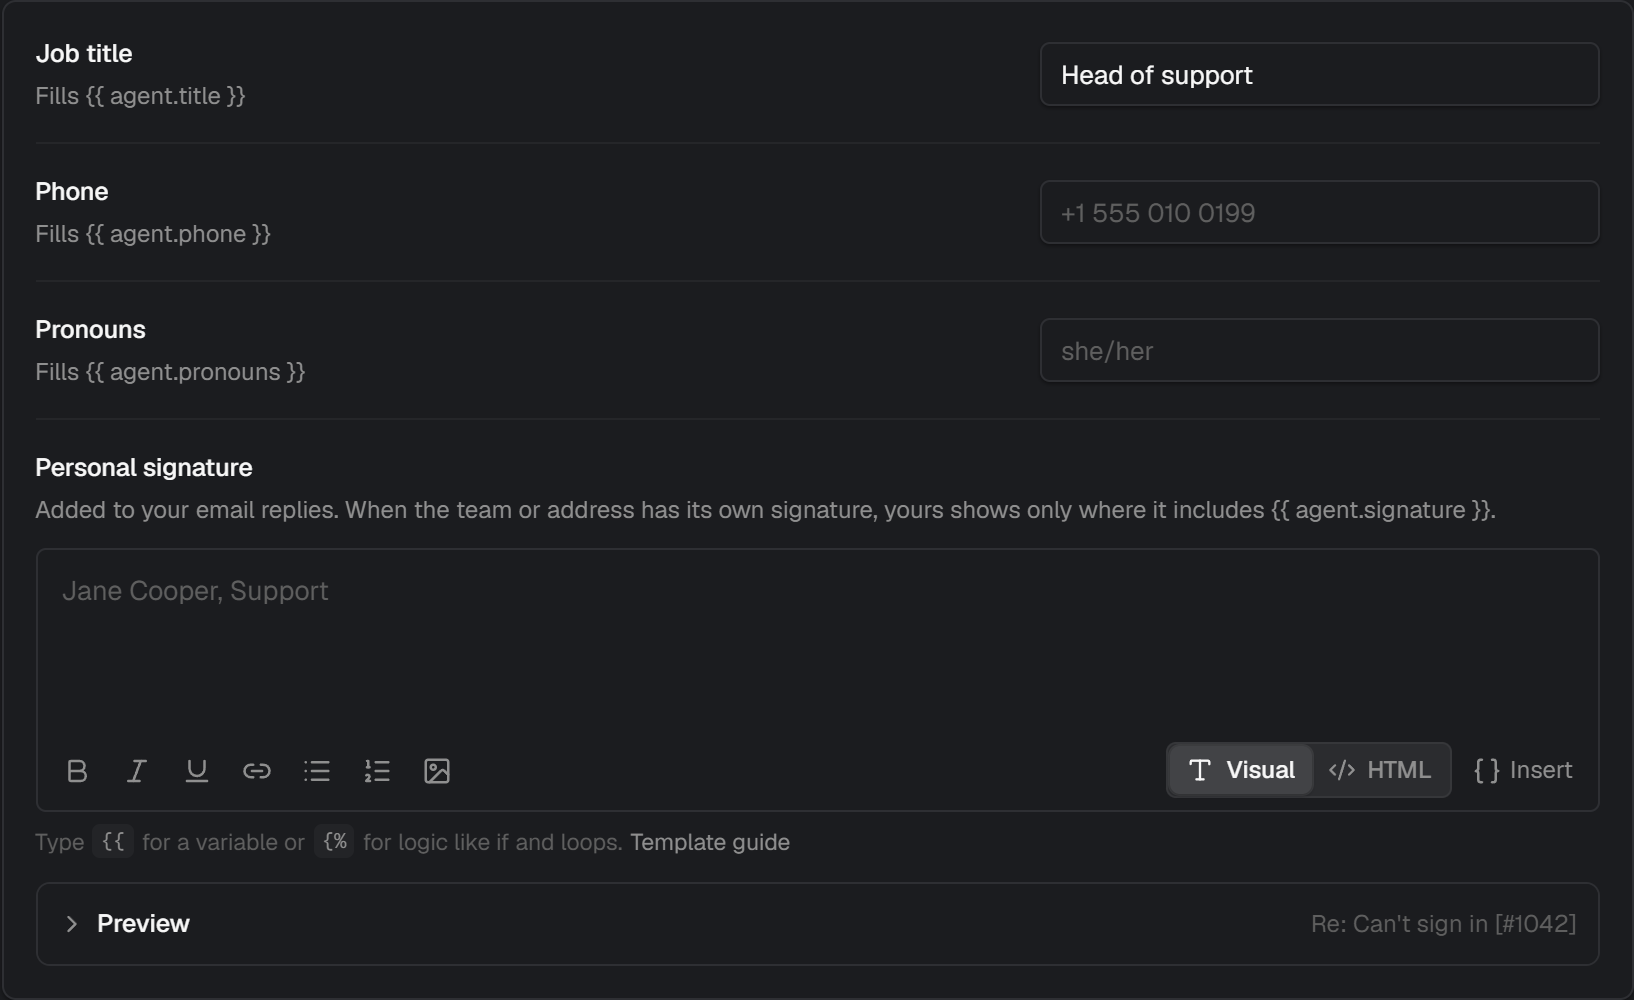 Job title
Head of support
Fills {{ agent.title }}
Phone
+1 555 010 0199
Fills {{ agent.phone }}
Pronouns
she/her
Fills {{ agent.pronouns }}
Personal signature
Added to your email replies. When the team or address has its own signature, yours shows only where it includes {{ agent.signature }}.
Jane Cooper, Support
Visual </> HTML { } Insert
Type {{ for a variable or {% for logic like if and loops. Template guide
Preview Re: Can't sign in [#1042]